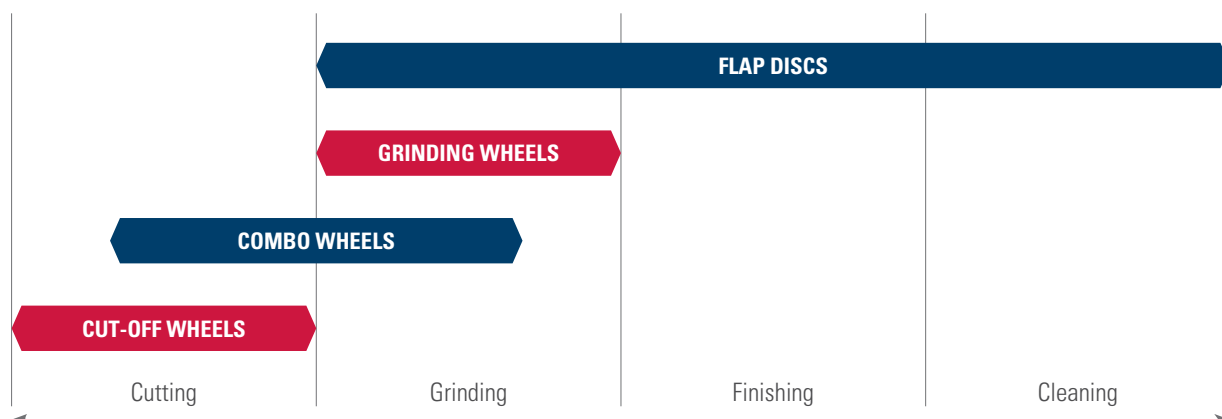 FLAP DISCS
GRINDING WHEELS
COMBO WHEELS
CUT-OFF WHEELS
Cutting Grinding Finishing Cleaning